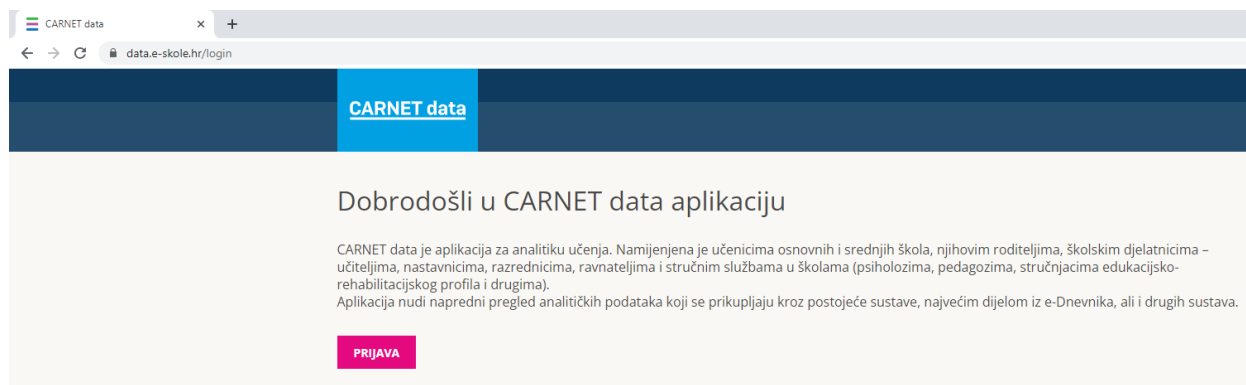 CARNET data
data.e-skole.hr/login
CARNET data
Dobrodošli u CARNET data aplikaciju
CARNET data je aplikacija za analitiku učenja. Namijenjena je učenicima osnovnih i srednjih škola, njihovim roditeljima, školskim djelatnicima –
učiteljima, nastavnicima, razrednicima, ravnateljima i stručnim službama u školama (psiholozima, pedagozima, stručnjacima edukacijsko-
rehabilitacijskog profila i drugima).
Aplikacija nudi napredni pregled analitičkih podataka koji se prikupljaju kroz postojeće sustave, najvećim dijelom iz e-Dnevnika, ali i drugih sustava.
PRIJAVA